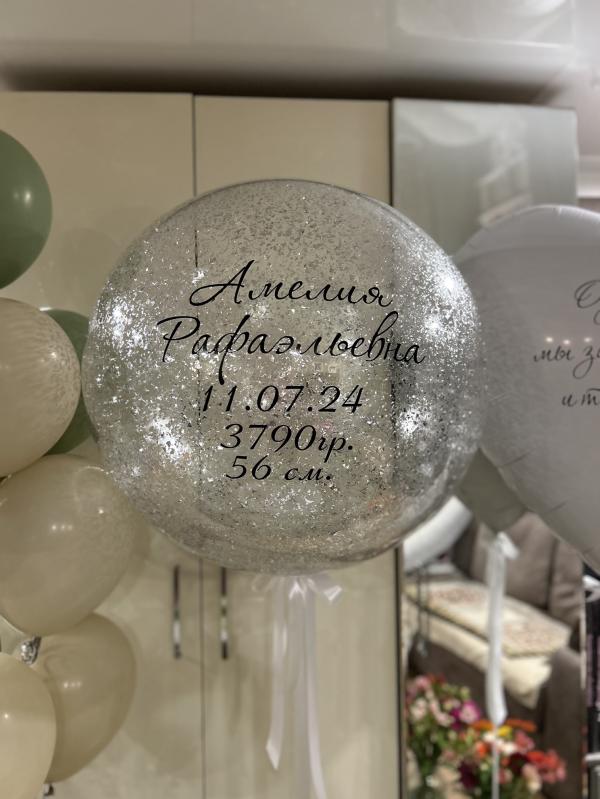 Амелия
Рафаэльевна
11.07.24
3790гр.
56 см.
мы